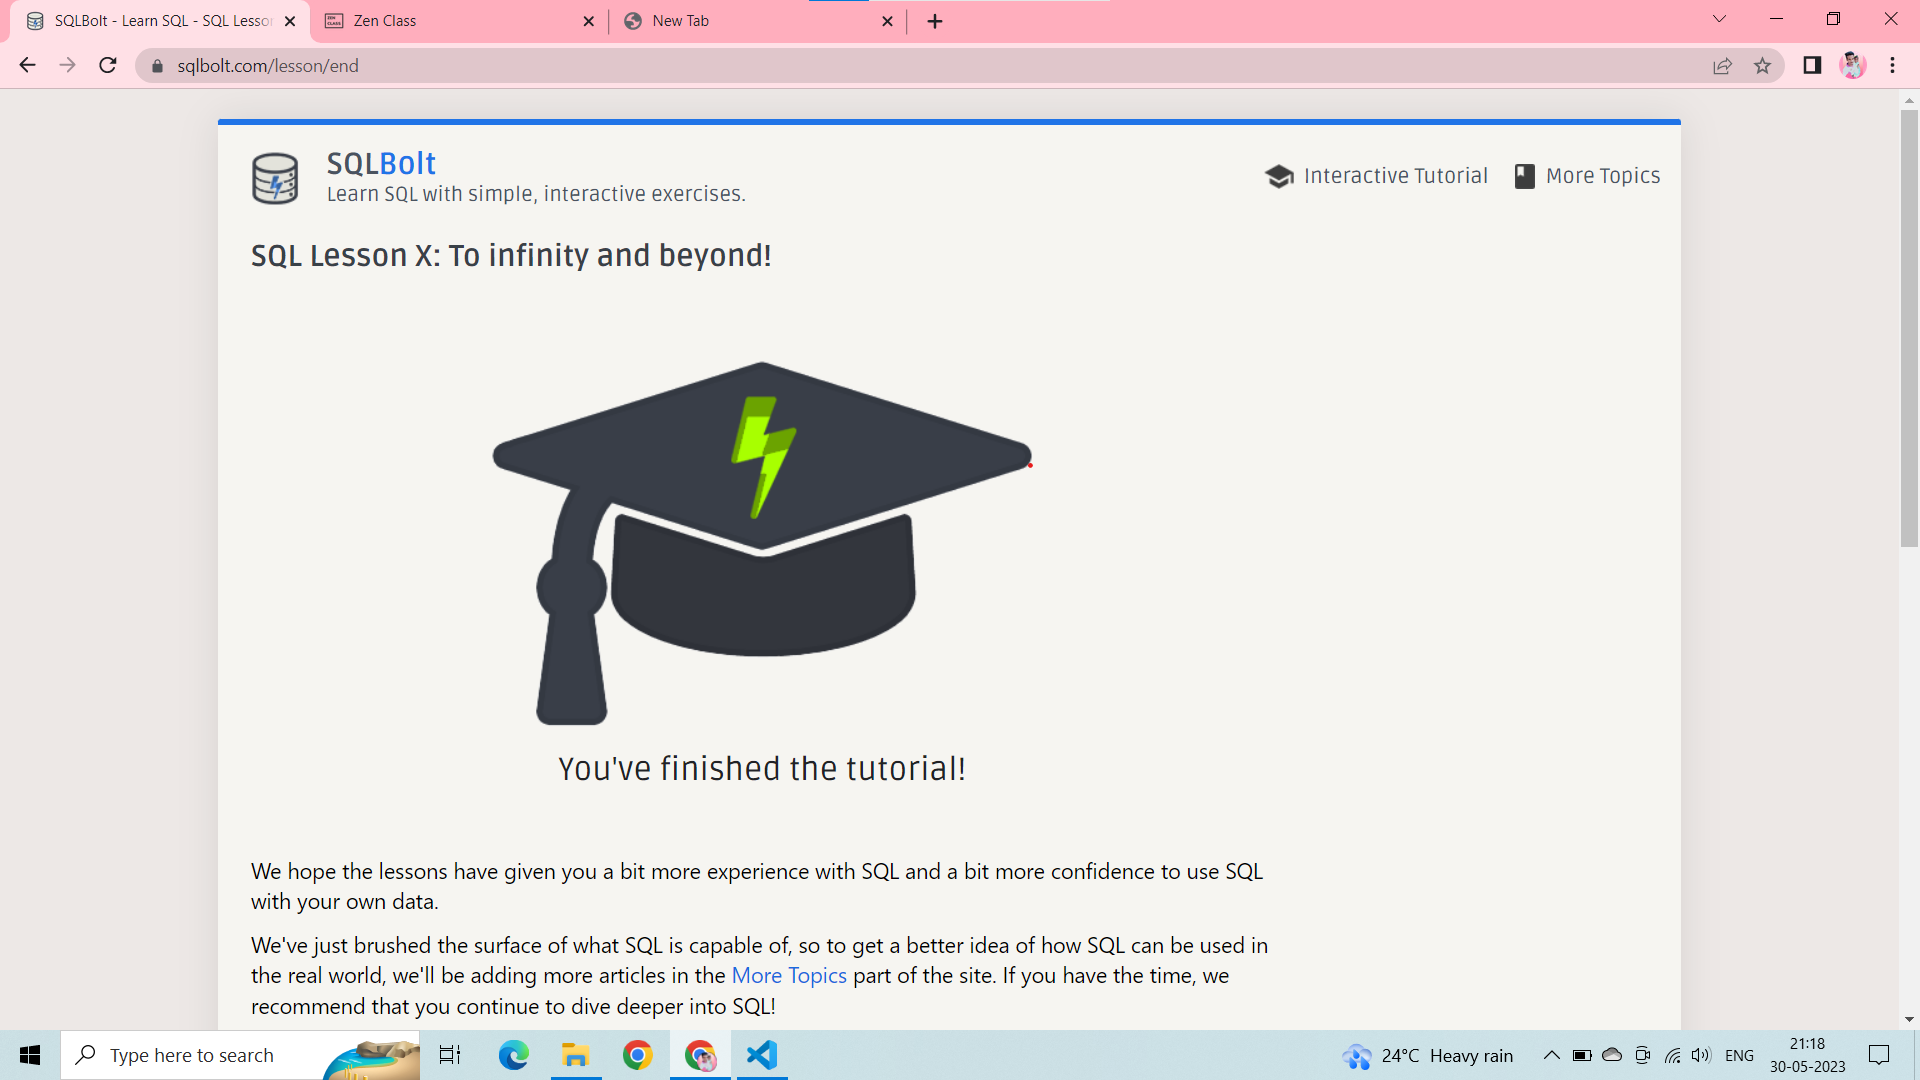 SQLBolt - Learn SQL - SQL Lesson
Zen Class
New Tab
sqlbolt.com/lesson/end
SQLBolt
Learn SQL with simple, interactive exercises.
Interactive Tutorial
More Topics
SQL Lesson X: To infinity and beyond!
You've finished the tutorial!
We hope the lessons have given you a bit more experience with SQL and a bit more confidence to use SQL
with your own data.
We've just brushed the surface of what SQL is capable of, so to get a better idea of how SQL can be used in
the real world, we'll be adding more articles in the More Topics part of the site. If you have the time, we
recommend that you continue to dive deeper into SQL!
Type here to search
24°C Heavy rain
ENG
21:18
30-05-2023